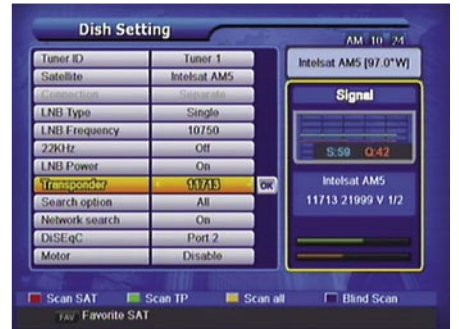 Dish Setting
AM 10 24
Tuner ID Tuner 1
Satellite Intelsat AM5
Connection Separate
LNB Type Single
LNB Frequency 10750
22KHz Off
LNB Power On
Transponder 11713 OK
Search option All
Network search On
DiSEqC Port 2
Motor Disable
Intelsat AM5 [97.0°W]
Signal
S:59 Q:42
Intelsat AM5
11713 21999 V 1/2
Scan SAT Scan TP Scan all Blind Scan
FAV Favorite SAT